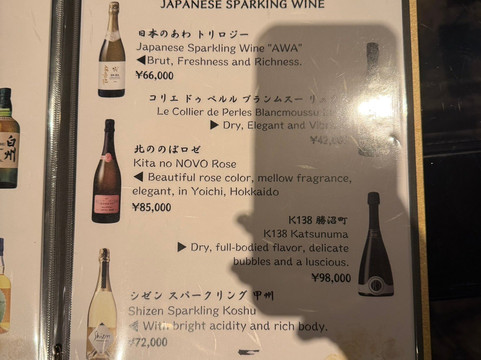 JAPANESE SPARKING WINE
日本のあわ トリロジー
Japanese Sparkling Wine "AWA"
◀Brut, Freshness and Richness.
¥66,000
コリエ ドゥ ペルル ブランムスー
Le Collier de Perles Blancmoussu
▶ Dry, Elegant and
北ののぼロゼ
Kita no NOVO Rose
◀ Beautiful rose color, mellow fragrance,
elegant, in Yoichi, Hokkaido
¥85,000
K138 勝沼町
K138 Katsunuma
▶ Dry, full-bodied flavor, delicate
bubbles and a luscious.
¥98,000
シゼン スパークリング 甲州
Shizen Sparkling Koshu
◀ With bright acidity and rich body.
¥72,000
白州